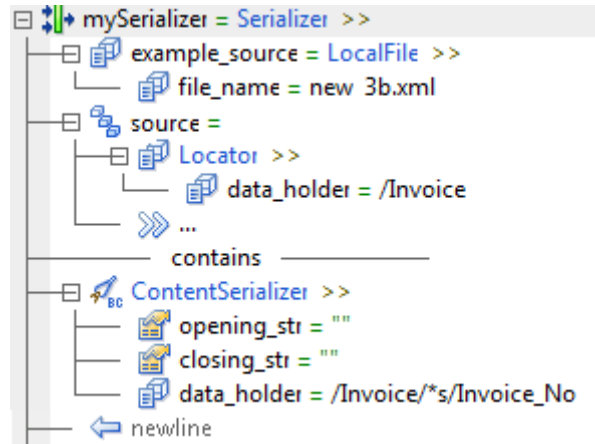 mySerializer = Serializer >>
example_source = LocalFile >>
file_name = new 3b.xml
source =
Locator >>
data_holder = /Invoice
...
contains
BC ContentSerializer >>
opening_str = ""
closing_str = ""
data_holder = /Invoice/*s/Invoice_No
newline